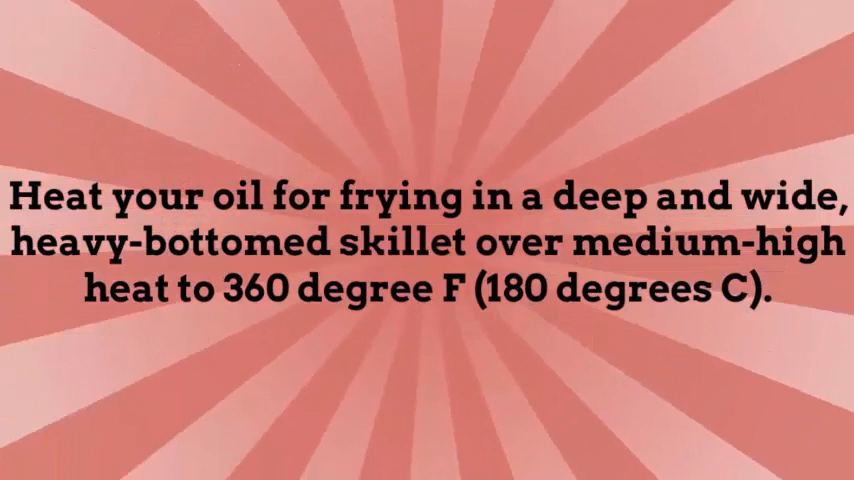 Heat your oil for frying in a deep and wide,
heavy-bottomed skillet over medium-high
heat to 360 degree F (180 degrees C).